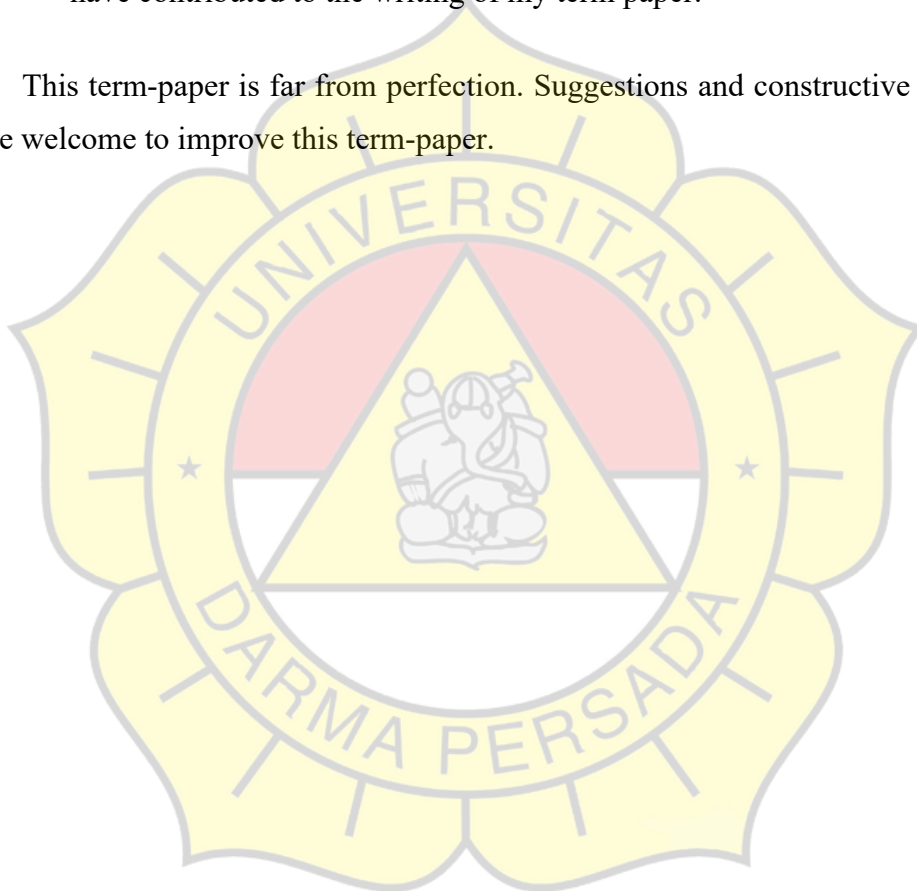 have contributed to the writing of my term paper.
This term-paper is far from perfection. Suggestions and constructive
e welcome to improve this term-paper.
UNIVERSITAS
DARMA PERSADA